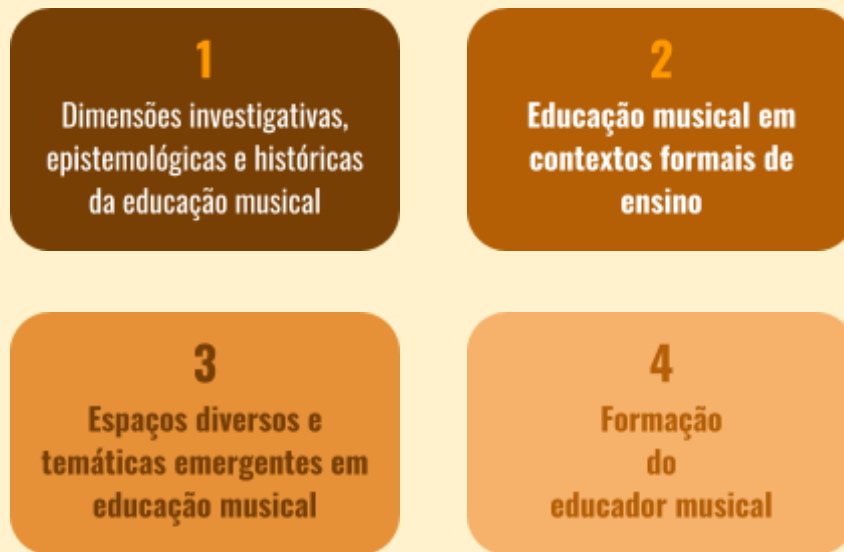 1
Dimensões investigativas,
epistemológicas e históricas
da educação musical
2
Educação musical em
contextos formais de
ensino
3
Espaços diversos e
temáticas emergentes em
educação musical
4
Formação
do
educador musical